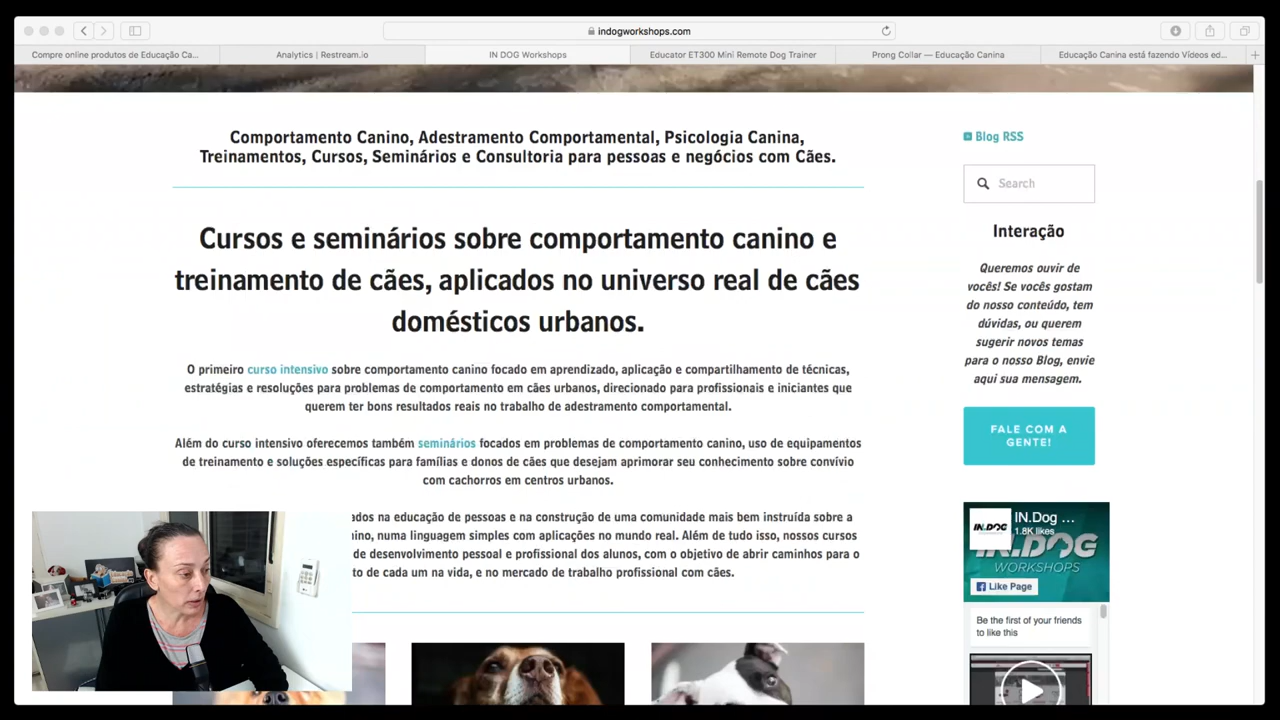 indogworkshops.com
Compre online produtos de Educação Ca...
Analytics | Restream.io
IN DOG Workshops
Educator ET300 Mini Remote Dog Trainer
Prong Collar — Educação Canina
Educação Canina está fazendo Vídeos ed...
Comportamento Canino, Adestramento Comportamental, Psicologia Canina,
Treinamentos, Cursos, Seminários e Consultoria para pessoas e negócios com Cães.
Cursos e seminários sobre comportamento canino e
treinamento de cães, aplicados no universo real de cães
domésticos urbanos.
O primeiro curso intensivo sobre comportamento canino focado em aprendizado, aplicação e compartilhamento de técnicas,
estratégias e resoluções para problemas de comportamento em cães urbanos, direcionado para profissionais e iniciantes que
querem ter bons resultados reais no trabalho de adestramento comportamental.
Além do curso intensivo oferecemos também seminários focados em problemas de comportamento canino, uso de equipamentos
de treinamento e soluções específicas para famílias e donos de cães que desejam aprimorar seu conhecimento sobre convívio
com cachorros em centros urbanos.
ados na educação de pessoas e na construção de uma comunidade mais bem instruída sobre a
nino, numa linguagem simples com aplicações no mundo real. Além de tudo isso, nossos cursos
de desenvolvimento pessoal e profissional dos alunos, com o objetivo de abrir caminhos para o
to de cada um na vida, e no mercado de trabalho profissional com cães.
Blog RSS
Search
Interação
Queremos ouvir de
vocês! Se vocês gostam
do nosso conteúdo, tem
dúvidas, ou querem
sugerir novos temas
para o nosso Blog, envie
aqui sua mensagem.
FALE COM A
GENTE!
IN.DOG
IN.Dog ...
1.8K likes
IN.DOG
WORKSHOPS
Like Page
Be the first of your friends
to like this